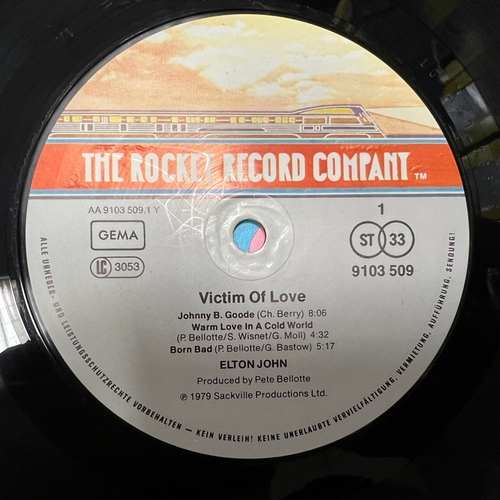 THE ROCKET RECORD COMPANY TM
AA 9103 509.1 Y
1
GEMA
ST 33
LC 3053
9103 509
Victim Of Love
Johnny B. Goode (Ch. Berry) 8:06
Warm Love In A Cold World
(P. Bellotte/S. Wisnet/G. Moll) 4:32
Born Bad (P. Bellotte/G. Bastow) 5:17
ELTON JOHN
Produced by Pete Bellotte
℗ 1979 Sackville Productions Ltd.
ALLE URHEBER- UND LEISTUNGSSCHUTZRECHTE VORBEHALTEN – KEIN VERLEIH! KEINE UNERLAUBTE VERVIELFÄLTIGUNG, VERMIETUNG, AUFFÜHRUNG, SENDUNG!